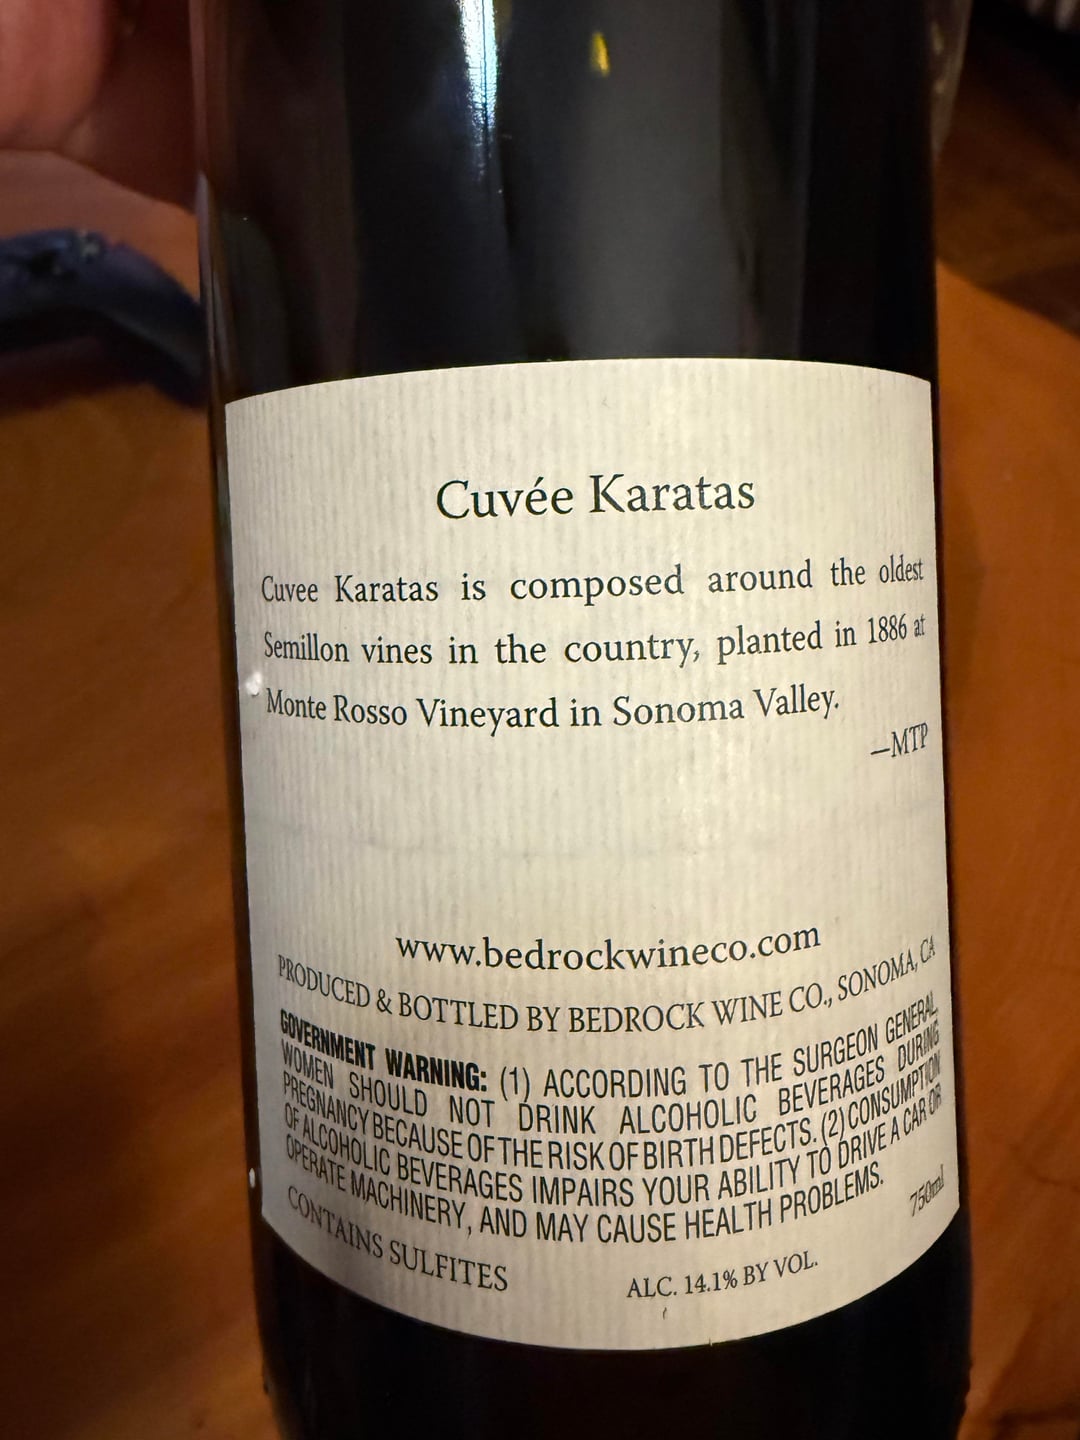 Cuvée Karatas
Cuvee Karatas is composed around the oldest
Semillon vines in the country, planted in 1886 at
Monte Rosso Vineyard in Sonoma Valley.
—MTP
www.bedrockwineco.com
PRODUCED & BOTTLED BY BEDROCK WINE CO., SONOMA, CA
GOVERNMENT WARNING: (1) ACCORDING TO THE SURGEON GENERAL,
WOMEN SHOULD NOT DRINK ALCOHOLIC BEVERAGES DURING
PREGNANCY BECAUSE OF THE RISK OF BIRTH DEFECTS. (2) CONSUMPTION
OF ALCOHOLIC BEVERAGES IMPAIRS YOUR ABILITY TO DRIVE A CAR OR
OPERATE MACHINERY, AND MAY CAUSE HEALTH PROBLEMS.
750ml
CONTAINS SULFITES
ALC. 14.1% BY VOL.